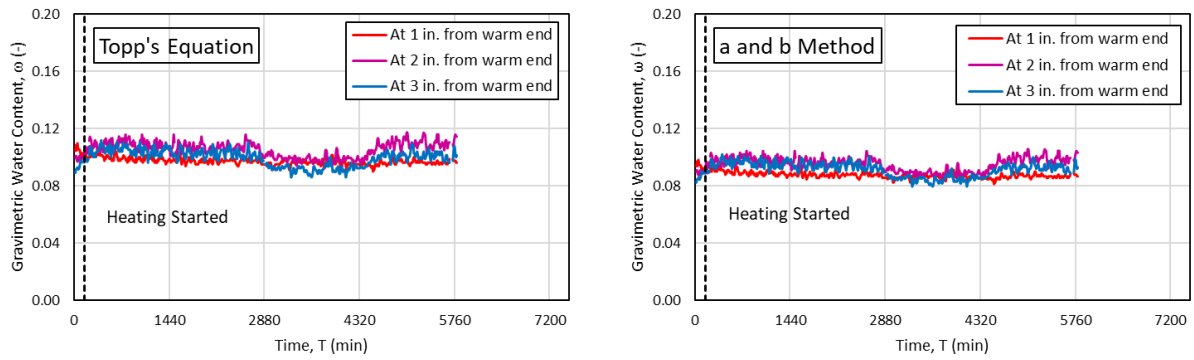 Gravimetric Water Content, ω (-)
0.20
0.16
0.12
0.08
0.04
0.00
Topp's Equation
At 1 in. from warm end
At 2 in. from warm end
At 3 in. from warm end
Heating Started
0 1440 2880 4320 5760 7200
Time, T (min)
Gravimetric Water Content, ω (-)
0.20
0.16
0.12
0.08
0.04
0.00
a and b Method
At 1 in. from warm end
At 2 in. from warm end
At 3 in. from warm end
Heating Started
0 1440 2880 4320 5760 7200
Time, T (min)